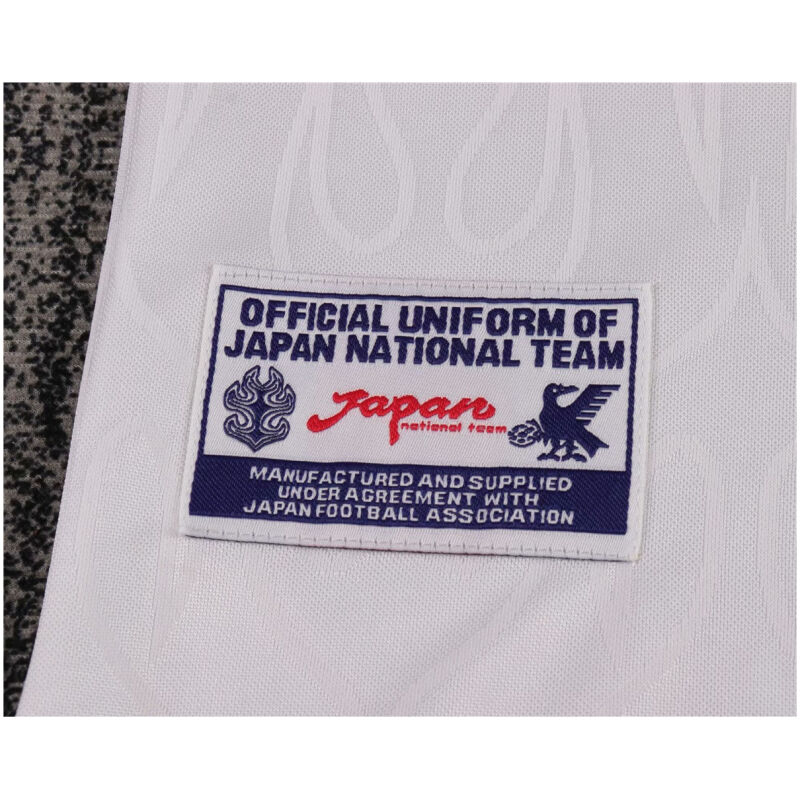 OFFICIAL UNIFORM OF
JAPAN NATIONAL TEAM
Japan
national team
MANUFACTURED AND SUPPLIED
UNDER AGREEMENT WITH
JAPAN FOOTBALL ASSOCIATION